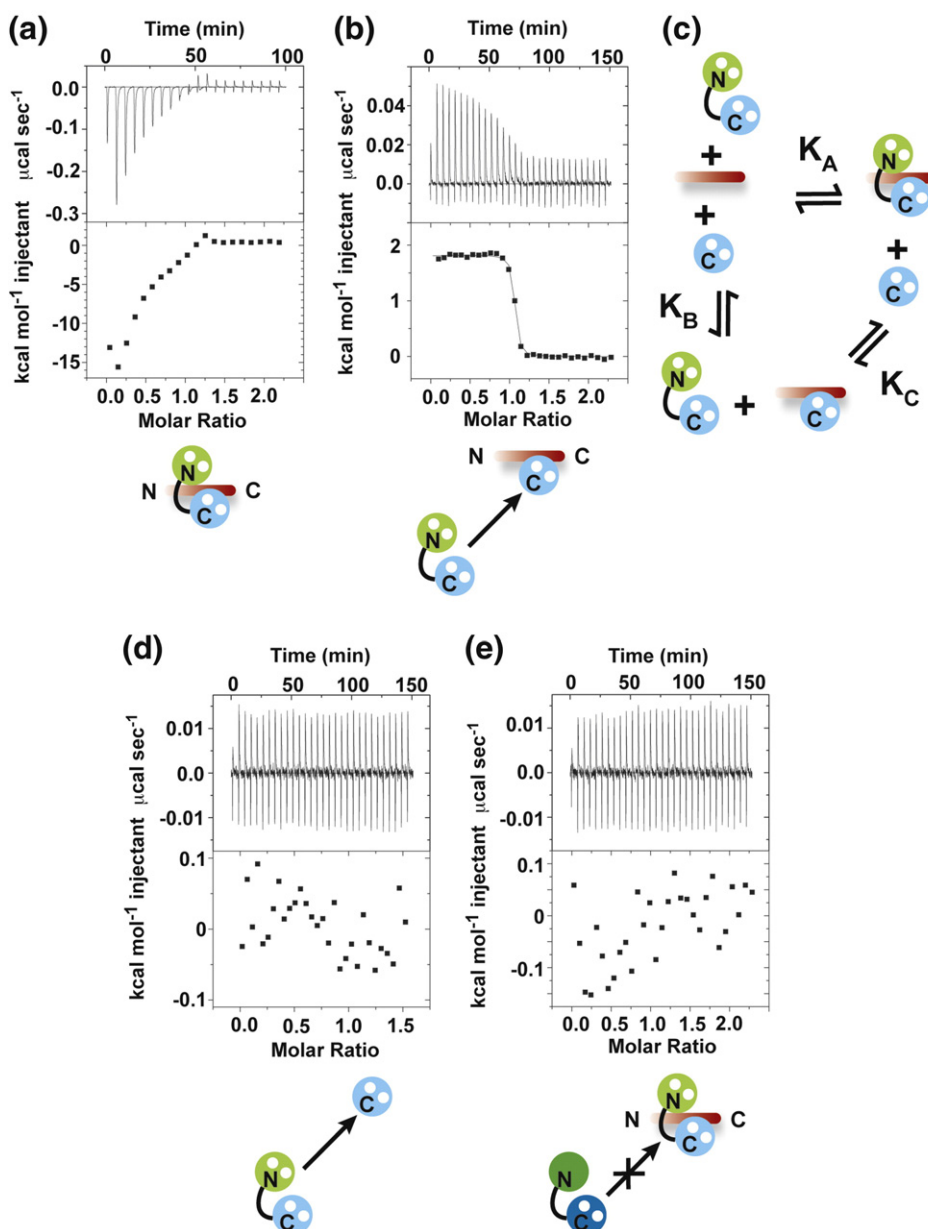 (a)
Time (min)
0 50 100
0.0
-0.1
-0.2
-0.3
µcal sec⁻¹
0
-5
-10
-15
kcal mol⁻¹ injectant
0.0 0.5 1.0 1.5 2.0
Molar Ratio
N N C
C
(b)
Time (min)
0 50 100 150
0.04
0.0
µcal sec⁻¹
2
1
0
kcal mol⁻¹ injectant
0.0 0.5 1.0 1.5 2.0
Molar Ratio
N C
C
N
C
(c)
N
C
+
+
C
K_A
N
C
+
C
K_B
K_C
N
C + C
(d)
Time (min)
0 50 100 150
0.01
0.0
-0.01
µcal sec⁻¹
0.1
0
-0.1
kcal mol⁻¹ injectant
0.0 0.5 1.0 1.5
Molar Ratio
C
N
C
(e)
Time (min)
0 50 100 150
0.01
0.0
-0.01
µcal sec⁻¹
0.1
0
-0.1
kcal mol⁻¹ injectant
0.0 0.5 1.0 1.5 2.0
Molar Ratio
N
N C
C
N
C